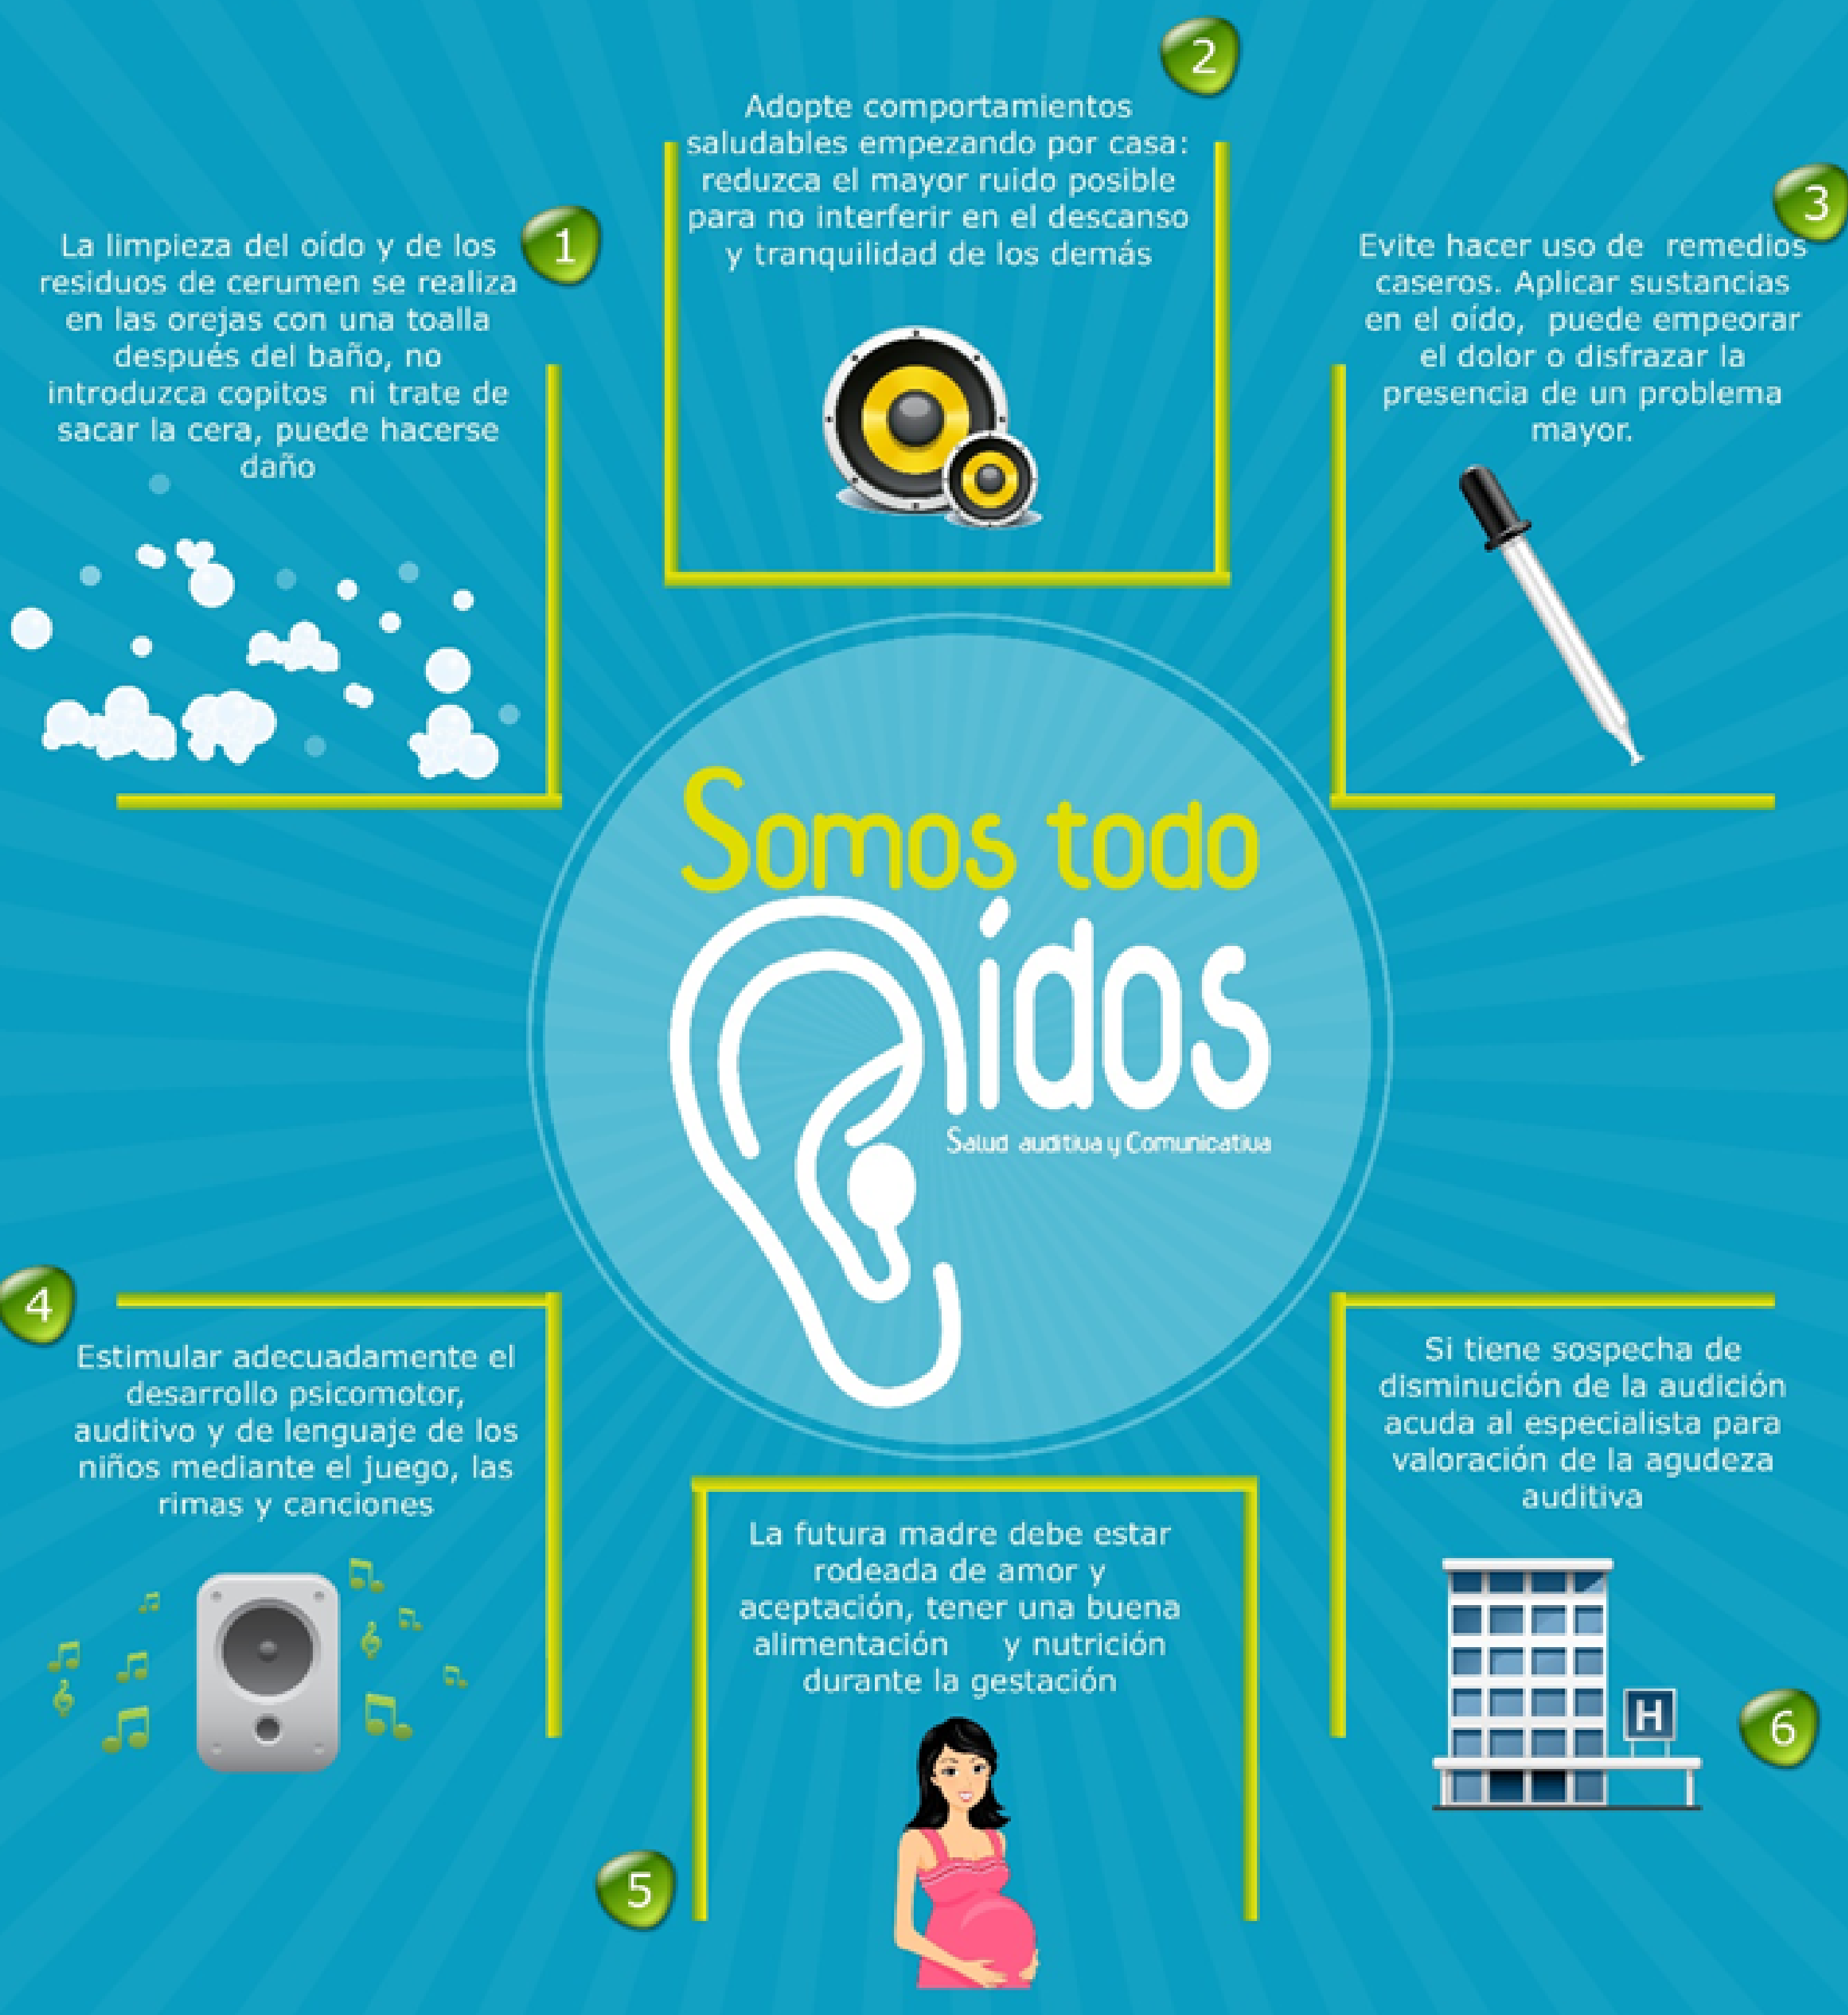 1
La limpieza del oído y de los
residuos de cerumen se realiza
en las orejas con una toalla
después del baño, no
introduzca copitos ni trate de
sacar la cera, puede hacerse
daño
2
Adopte comportamientos
saludables empezando por casa:
reduzca el mayor ruido posible
para no interferir en el descanso
y tranquilidad de los demás
3
Evite hacer uso de remedios
caseros. Aplicar sustancias
en el oído, puede empeorar
el dolor o disfrazar la
presencia de un problema
mayor.
Somos todo
Oídos
Salud auditiva y Comunicativa
4
Estimular adecuadamente el
desarrollo psicomotor,
auditivo y de lenguaje de los
niños mediante el juego, las
rimas y canciones
5
La futura madre debe estar
rodeada de amor y
aceptación, tener una buena
alimentación y nutrición
durante la gestación
6
Si tiene sospecha de
disminución de la audición
acuda al especialista para
valoración de la agudeza
auditiva
H